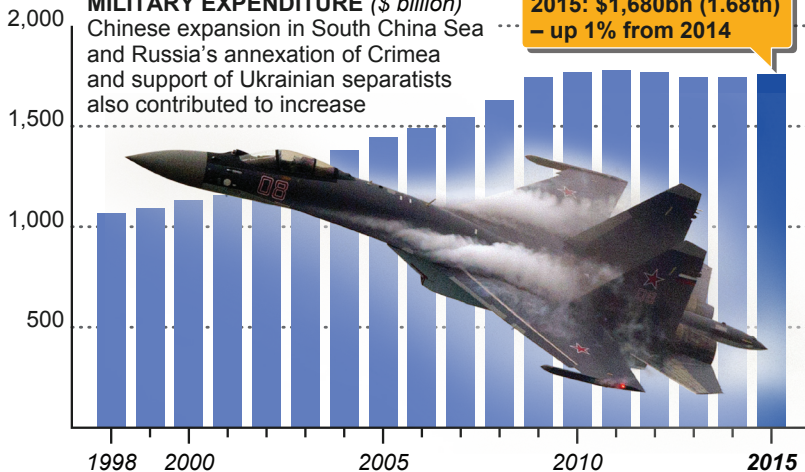 MILITARY EXPENDITURE ($ billion)
Chinese expansion in South China Sea
and Russia’s annexation of Crimea
and support of Ukrainian separatists
also contributed to increase
2015: $1,680bn (1.68tn)
– up 1% from 2014
2,000
1,500
1,000
500
08
1998 2000 2005 2010 2015